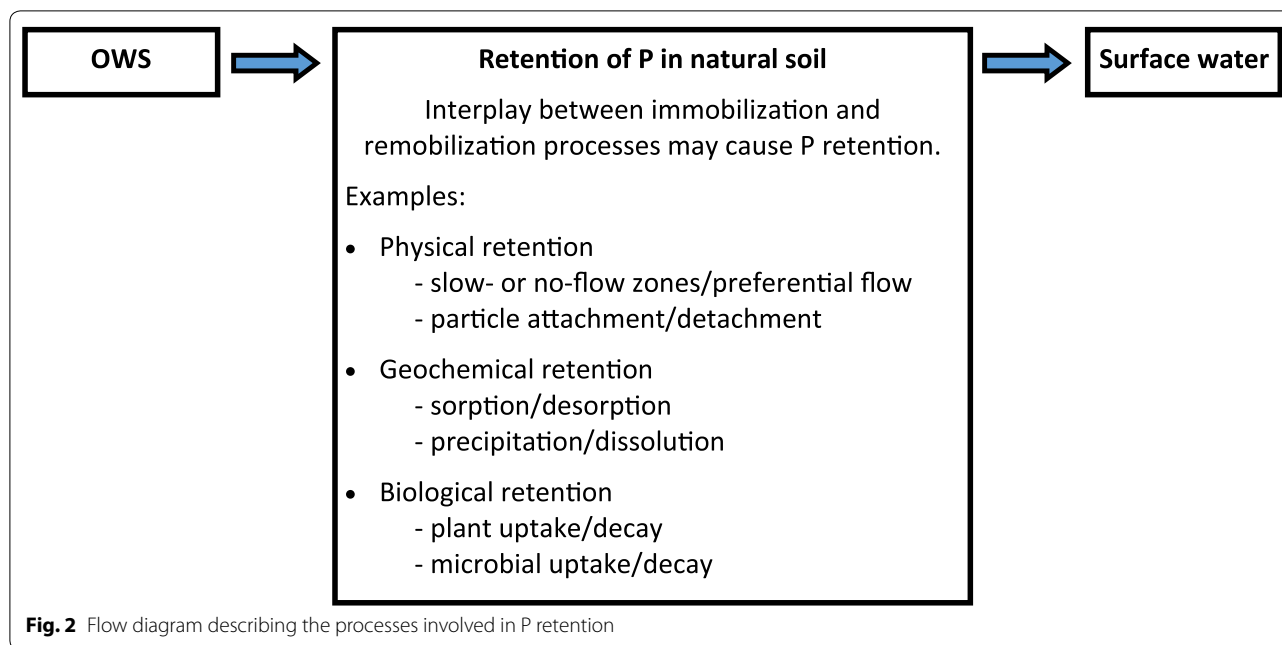 OWS
Retention of P in natural soil
Interplay between immobilization and
remobilization processes may cause P retention.
Examples:
• Physical retention
- slow- or no-flow zones/preferential flow
- particle attachment/detachment
• Geochemical retention
- sorption/desorption
- precipitation/dissolution
• Biological retention
- plant uptake/decay
- microbial uptake/decay
Surface water
Fig. 2 Flow diagram describing the processes involved in P retention